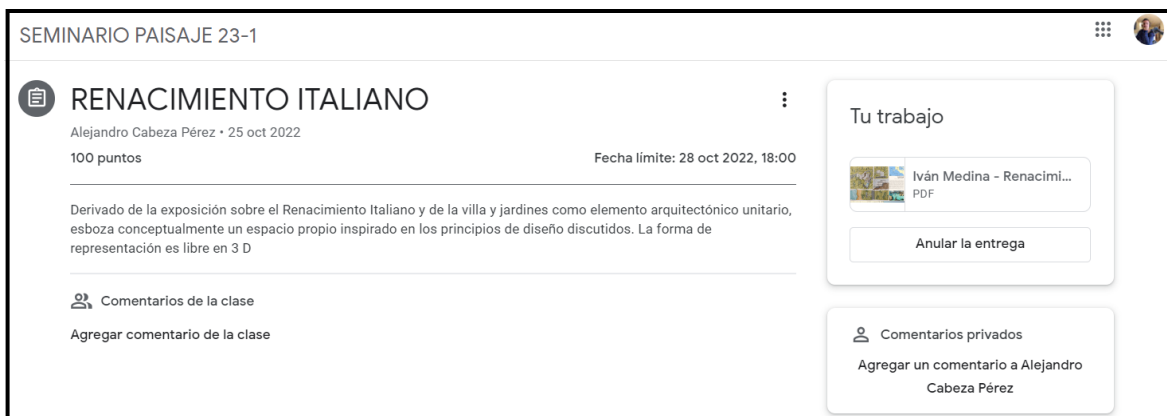 SEMINARIO PAISAJE 23-1
RENACIMIENTO ITALIANO
Alejandro Cabeza Pérez • 25 oct 2022
100 puntos
Fecha límite: 28 oct 2022, 18:00
Derivado de la exposición sobre el Renacimiento Italiano y de la villa y jardines como elemento arquitectónico unitario,
esboza conceptualmente un espacio propio inspirado en los principios de diseño discutidos. La forma de
representación es libre en 3 D
Comentarios de la clase
Agregar comentario de la clase
Tu trabajo
Iván Medina - Renacimi...
PDF
Anular la entrega
Comentarios privados
Agregar un comentario a Alejandro
Cabeza Pérez